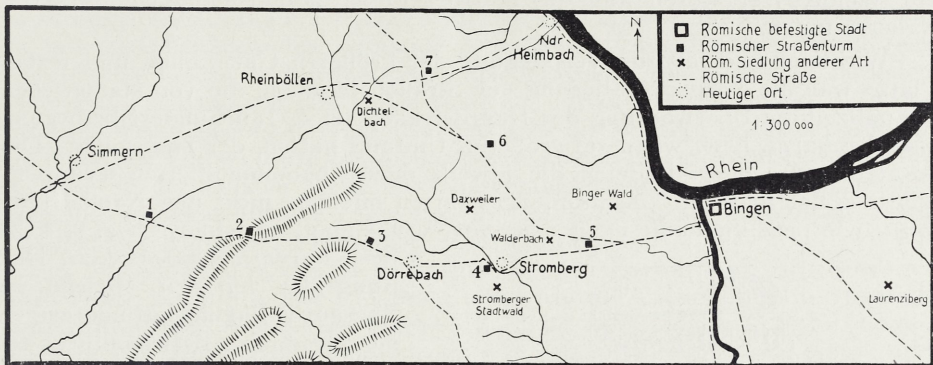 N
Römische befestigte Stadt
Römischer Straßenturm
Röm. Siedlung anderer Art
Römische Straße
Heutiger Ort.
1:300 000
Ndr
Heimbach
7
Rheinböllen
Dichtel-
bach
6
Simmern
Rhein
1
2
3
Daxweiler
Binger Wald
Bingen
Walderbach
5
Dörrebach
4
Stromberg
Stromberger
Stadtwald
Laurenziberg